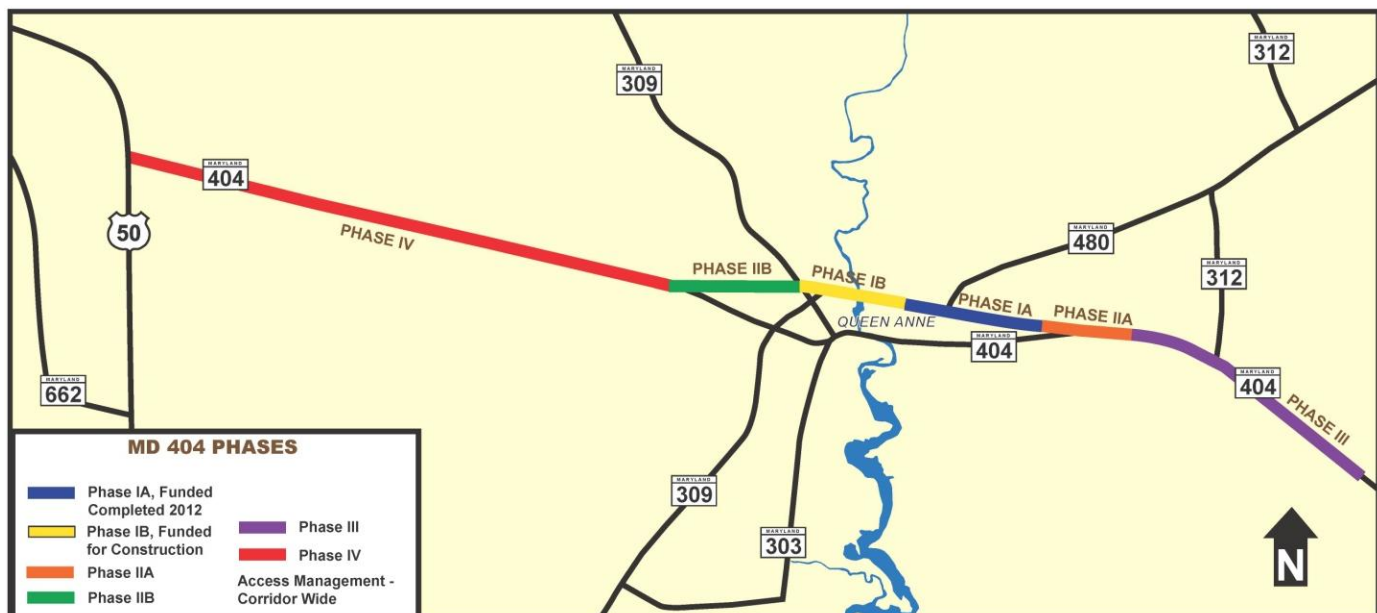 MARYLAND
309
MARYLAND
312
MARYLAND
404
50
PHASE IV
MARYLAND
480
MARYLAND
312
PHASE IIB
PHASE IB
PHASE IA
PHASE IIA
QUEEN ANNE
MARYLAND
404
MARYLAND
404
PHASE III
MARYLAND
662
MARYLAND
309
MARYLAND
303
N
MD 404 PHASES
Phase IA, Funded
Completed 2012
Phase IB, Funded
for Construction
Phase IIA
Phase IIB
Phase III
Phase IV
Access Management -
Corridor Wide